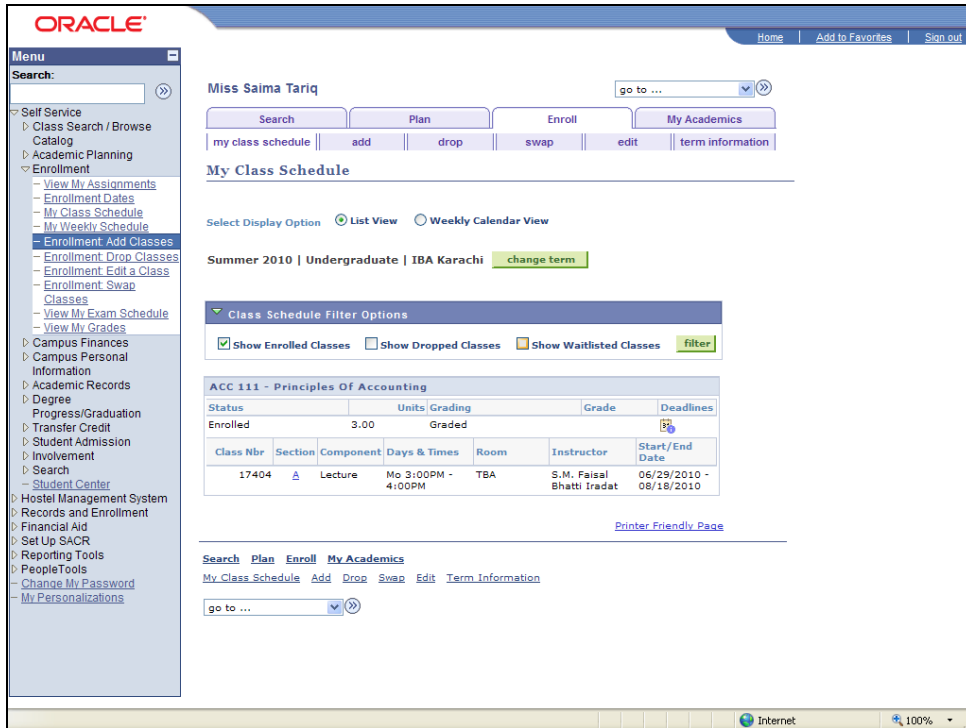 ORACLE'
Home
Add to Favorites
Sign out
Menu
Search:
Self Service
Class Search / Browse
Catalog
Academic Planning
Enrollment
View My Assignments
Enrollment Dates
My Class Schedule
My Weekly Schedule
Enrollment: Add Classes
Enrollment: Drop Classes
Enrollment: Edit a Class
Enrollment: Swap
Classes
View My Exam Schedule
View My Grades
Campus Finances
Campus Personal
Information
Academic Records
Degree
Progress/Graduation
Transfer Credit
Student Admission
Involvement
Search
Student Center
Hostel Management System
Records and Enrollment
Financial Aid
Set Up SACR
Reporting Tools
PeopleTools
Change My Password
My Personalizations
Miss Saima Tariq
go to ...
Search
Plan
Enroll
My Academics
my class schedule
add
drop
swap
edit
term information
My Class Schedule
Select Display Option
List View
Weekly Calendar View
Summer 2010 | Undergraduate | IBA Karachi
change term
Class Schedule Filter Options
Show Enrolled Classes
Show Dropped Classes
Show Waitlisted Classes
filter
ACC 111 - Principles Of Accounting
Status Units Grading Grade Deadlines
Enrolled 3.00 Graded
Class Nbr Section Component Days & Times Room Instructor Start/End
Date
17404 A Lecture Mo 3:00PM - TBA S.M. Faisal 06/29/2010 -
4:00PM Bhatti Iradat 08/18/2010
Printer Friendly Page
Search Plan Enroll My Academics
My Class Schedule Add Drop Swap Edit Term Information
go to ...
Internet
100%